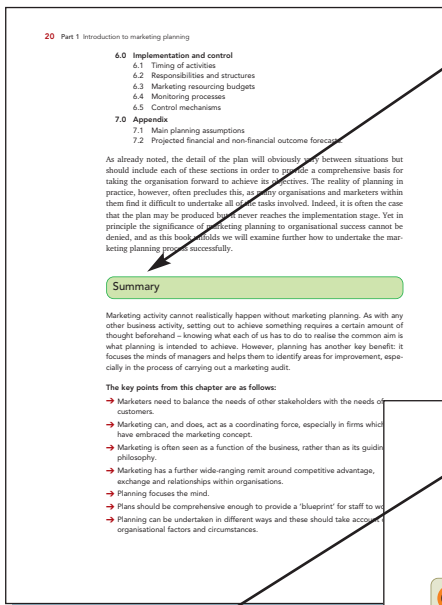 20 Part 1 Introduction to marketing planning
6.0 Implementation and control
6.1 Timing of activities
6.2 Responsibilities and structures
6.3 Marketing resourcing budgets
6.4 Monitoring processes
6.5 Control mechanisms
7.0 Appendix
7.1 Main planning assumptions
7.2 Projected financial and non-financial outcome forecasts.
As already noted, the detail of the plan will obviously vary between situations but
should include each of these sections in order to provide a comprehensive basis for
taking the organisation forward to achieve its objectives. The reality of planning in
practice, however, often precludes this, as many organisations and marketers within
them find it difficult to undertake all of the tasks involved. Indeed, it is often the case
that the plan may be produced but it never reaches the implementation stage. Yet in
principle the significance of marketing planning to organisational success cannot be
denied, and as this book unfolds we will examine further how to undertake the mar-
keting planning process successfully.
Summary
Marketing activity cannot realistically happen without marketing planning. As with any
other business activity, setting out to achieve something requires a certain amount of
thought beforehand – knowing what each of us has to do to realise the common aim is
what planning is intended to achieve. However, planning has another key benefit: it
focuses the minds of managers and helps them to identify areas for improvement, espe-
cially in the process of carrying out a marketing audit.
The key points from this chapter are as follows:
➔ Marketers need to balance the needs of other stakeholders with the needs of
customers.
➔ Marketing can, and does, act as a coordinating force, especially in firms which
have embraced the marketing concept.
➔ Marketing is often seen as a function of the business, rather than as its guidin
philosophy.
➔ Marketing has a further wide-ranging remit around competitive advantage,
exchange and relationships within organisations.
➔ Planning focuses the mind.
➔ Plans should be comprehensive enough to provide a ‘blueprint’ for staff to wo
➔ Planning can be undertaken in different ways and these should take account
organisational factors and circumstances.